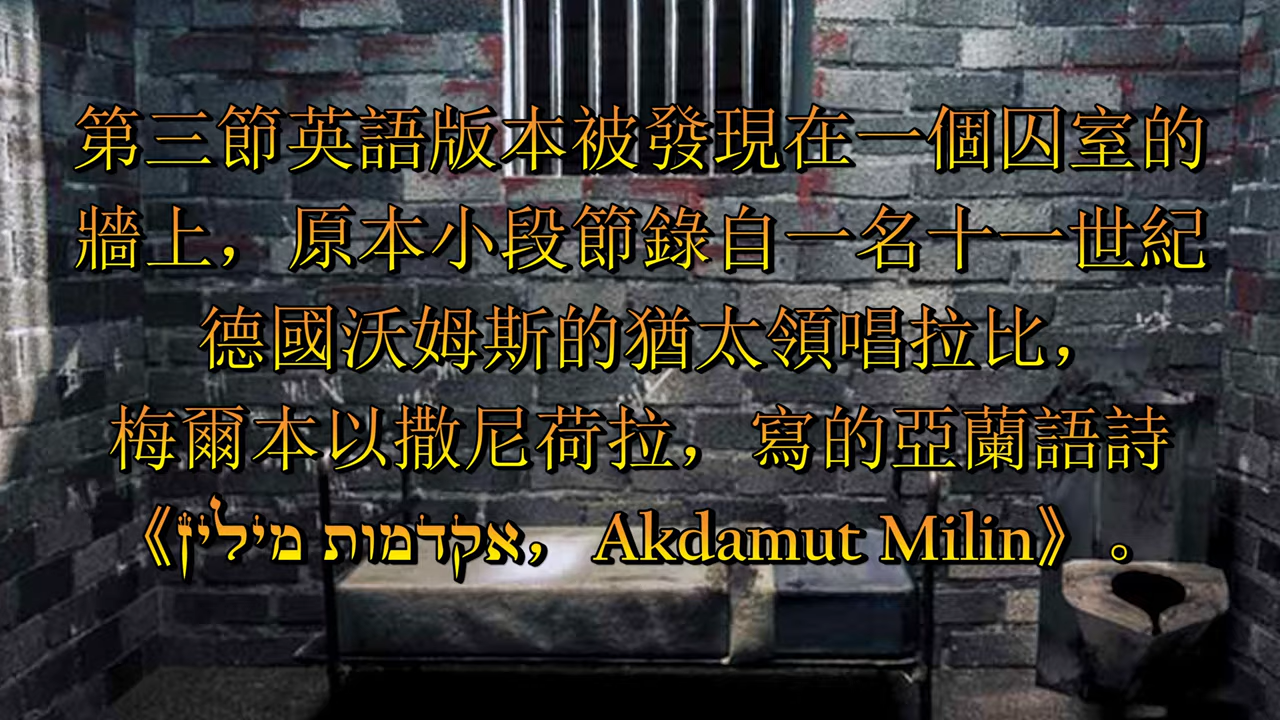 第三節英語版本被發現在一個囚室的
牆上，原本小段節錄自一名十一世紀
德國沃姆斯的猶太領唱拉比，
梅爾本以撒尼荷拉，寫的亞蘭語詩
《אקדמות מילין，Akdamut Milin》。